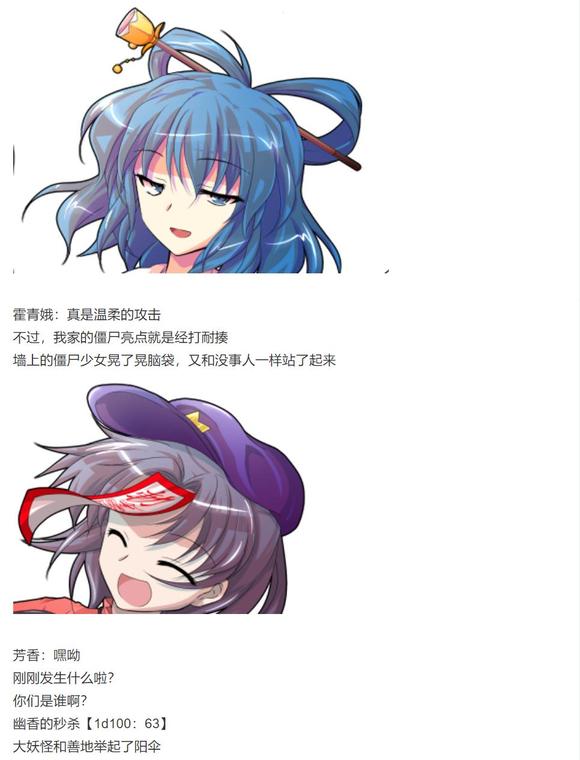 霍青娥：真是温柔的攻击
不过，我家的僵尸亮点就是经打耐揍
墙上的僵尸少女晃了晃脑袋，又和没事人一样站了起来
芳香：嘿呦
刚刚发生什么啦？
你们是谁啊？
幽香的秒杀【1d100：63】
大妖怪和善地举起了阳伞